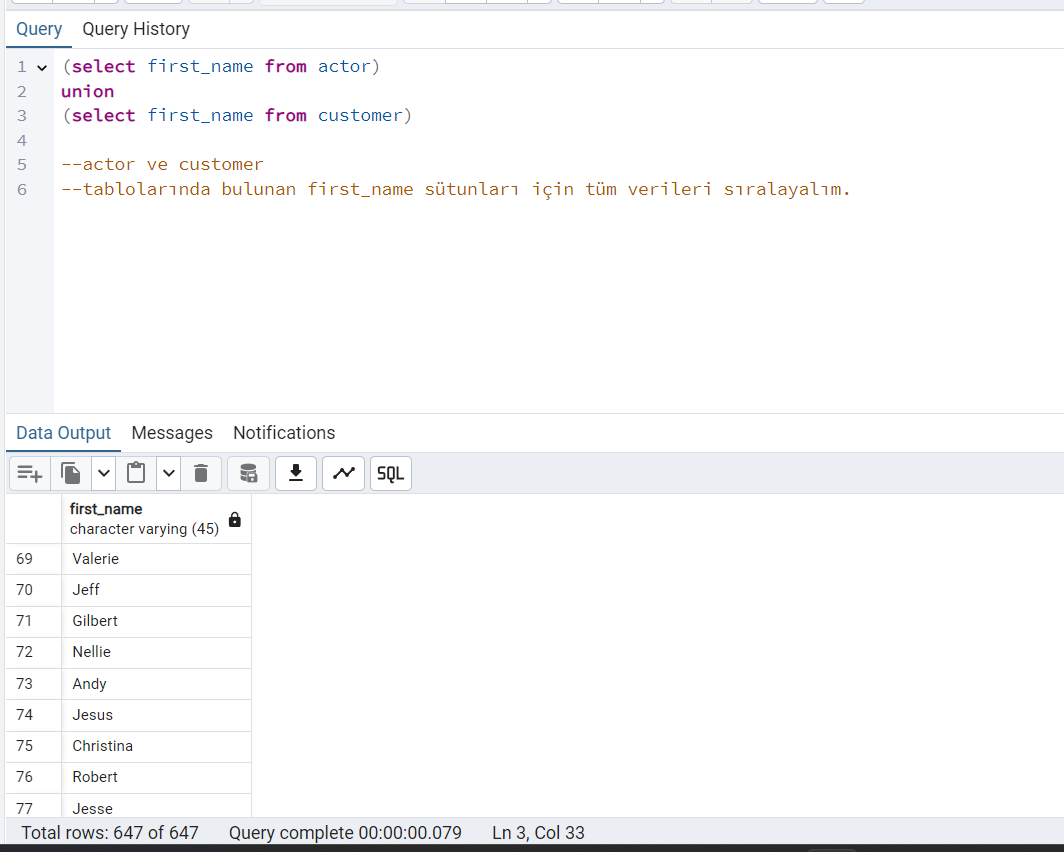 Query Query History
1 (select first_name from actor)
2 union
3 (select first_name from customer)
4
5 --actor ve customer
6 --tablolarında bulunan first_name sütunları için tüm verileri sıralayalım.
Data Output Messages Notifications
SQL
first_name
character varying (45)
69 Valerie
70 Jeff
71 Gilbert
72 Nellie
73 Andy
74 Jesus
75 Christina
76 Robert
77 Jesse
Total rows: 647 of 647 Query complete 00:00:00.079 Ln 3, Col 33